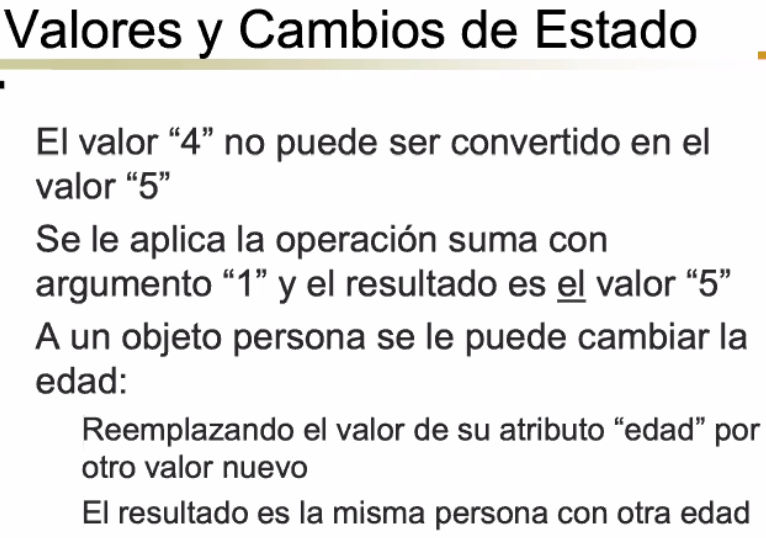 Valores y Cambios de Estado
El valor “4” no puede ser convertido en el
valor “5”
Se le aplica la operación suma con
argumento “1” y el resultado es el valor “5”
A un objeto persona se le puede cambiar la
edad:
Reemplazando el valor de su atributo “edad” por
otro valor nuevo
El resultado es la misma persona con otra edad